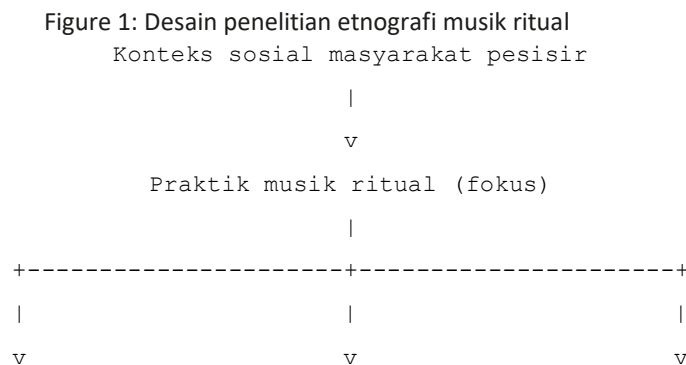 Figure 1: Desain penelitian etnografi musik ritual
Konteks sosial masyarakat pesisir
|
v
Praktik musik ritual (fokus)
|
+----------------------+----------------------+
| | |
v v v